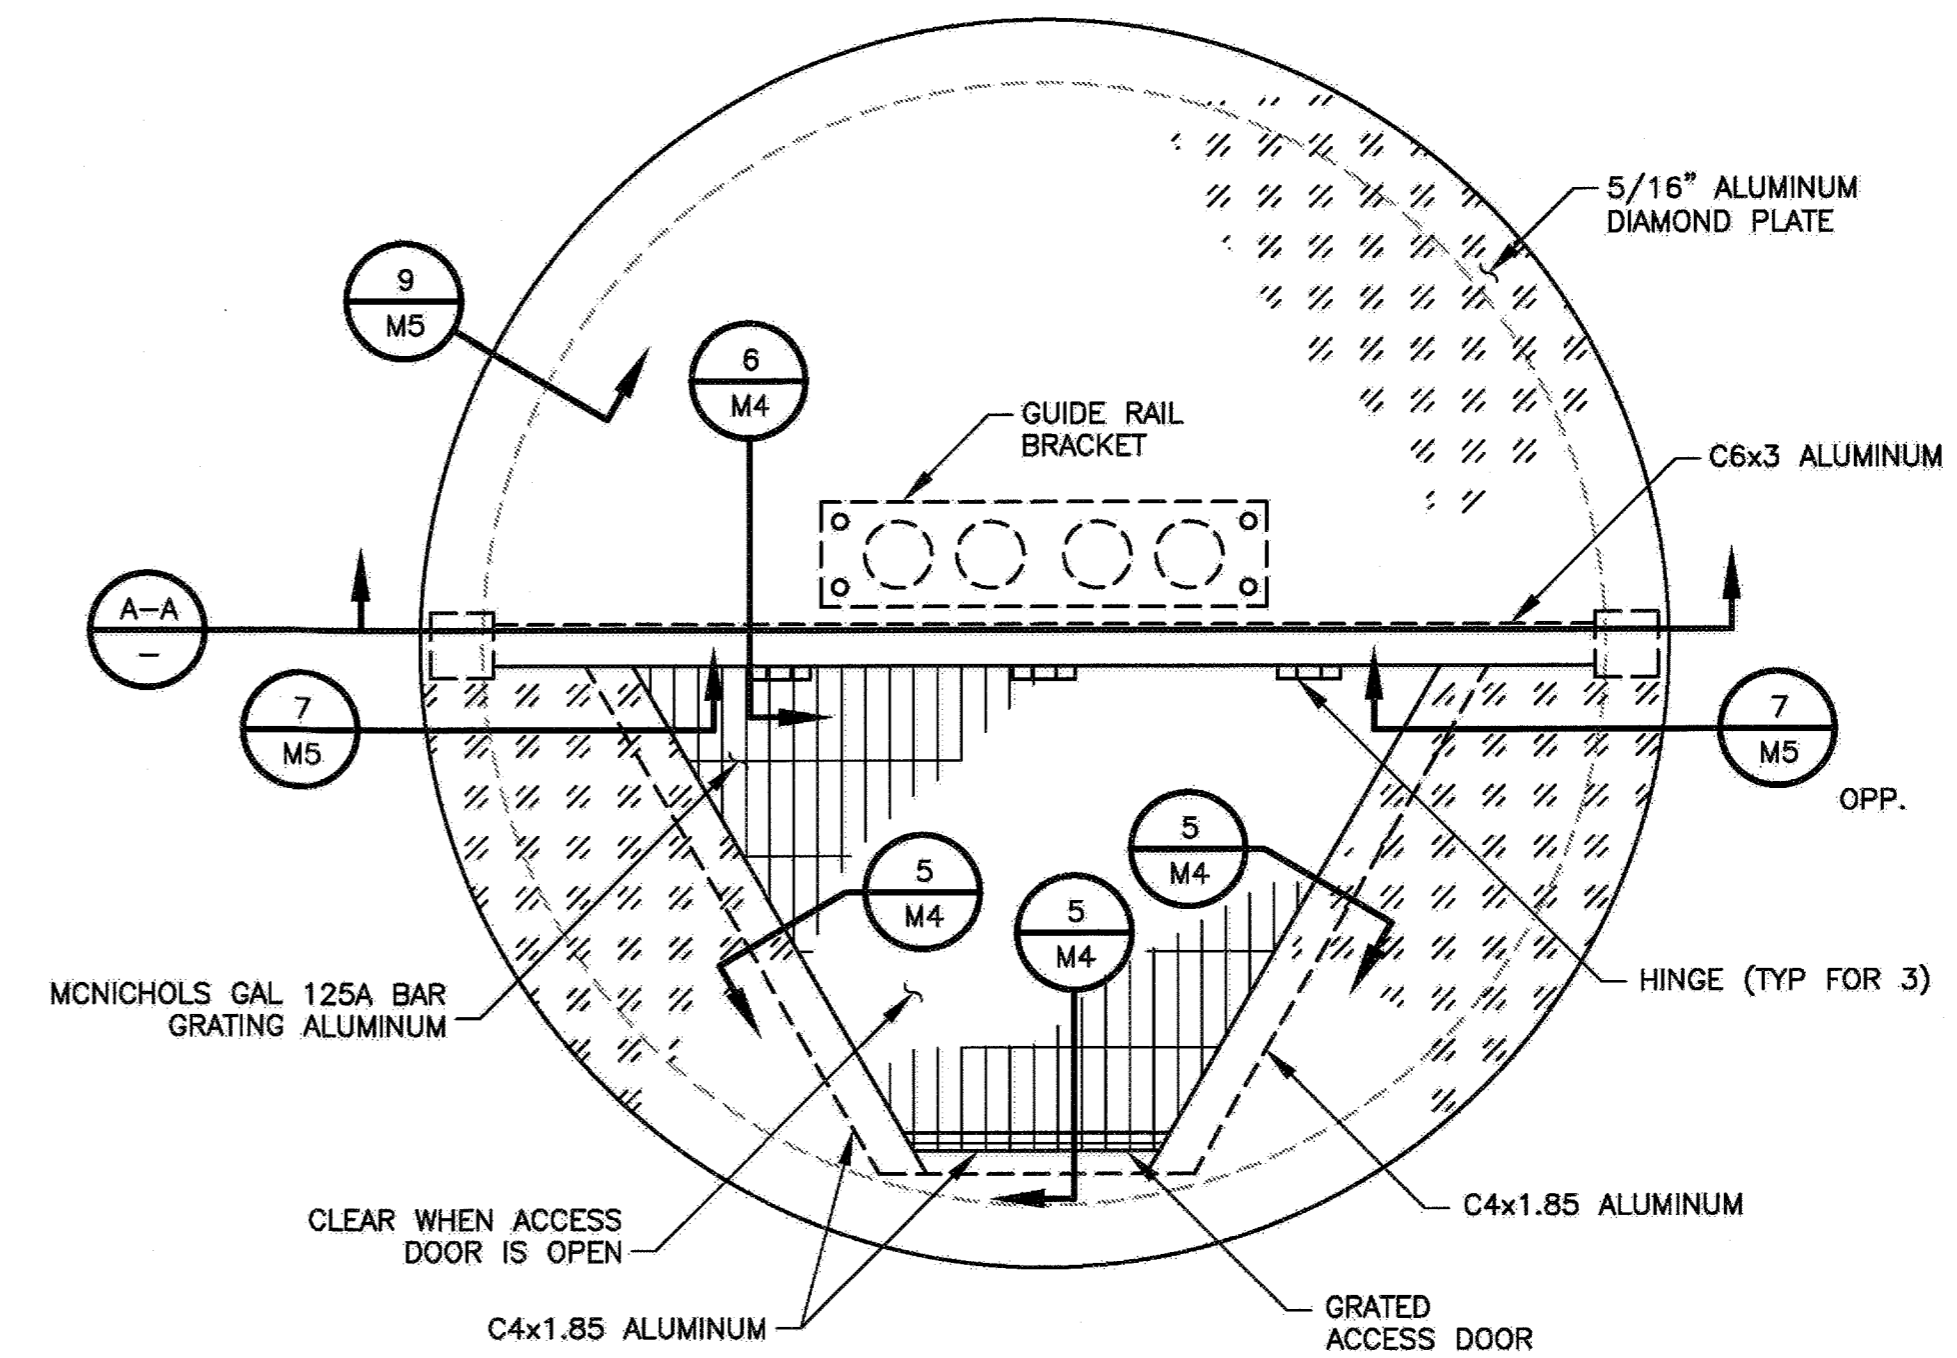 5/16" ALUMINUM
DIAMOND PLATE
9
M5
6
M4
GUIDE RAIL
BRACKET
C6x3 ALUMINUM
A-A
-
7
M5
7
M5
OPP.
5
M4
5
M4
5
M4
MCNICHOLS GAL 125A BAR
GRATING ALUMINUM
HINGE (TYP FOR 3)
CLEAR WHEN ACCESS
DOOR IS OPEN
C4x1.85 ALUMINUM
C4x1.85 ALUMINUM
GRATED
ACCESS DOOR